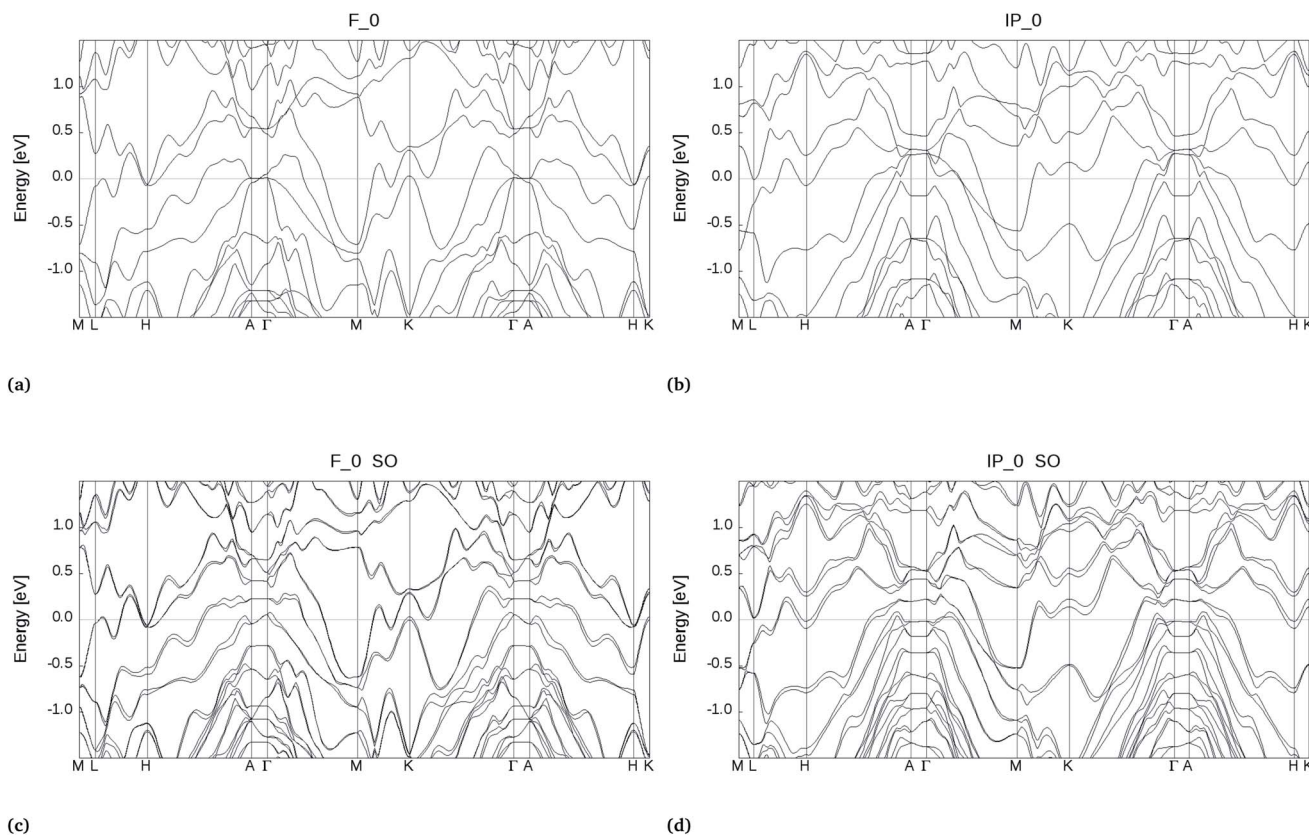 F_0
Energy [eV]
1.0
0.5
0.0
-0.5
-1.0
M L H A Γ M K Γ A H K
(a)
IP_0
Energy [eV]
1.0
0.5
0.0
-0.5
-1.0
M L H A Γ M K Γ A H K
(b)
F_0 SO
Energy [eV]
1.0
0.5
0.0
-0.5
-1.0
M L H A Γ M K Γ A H K
(c)
IP_0 SO
Energy [eV]
1.0
0.5
0.0
-0.5
-1.0
M L H A Γ M K Γ A H K
(d)